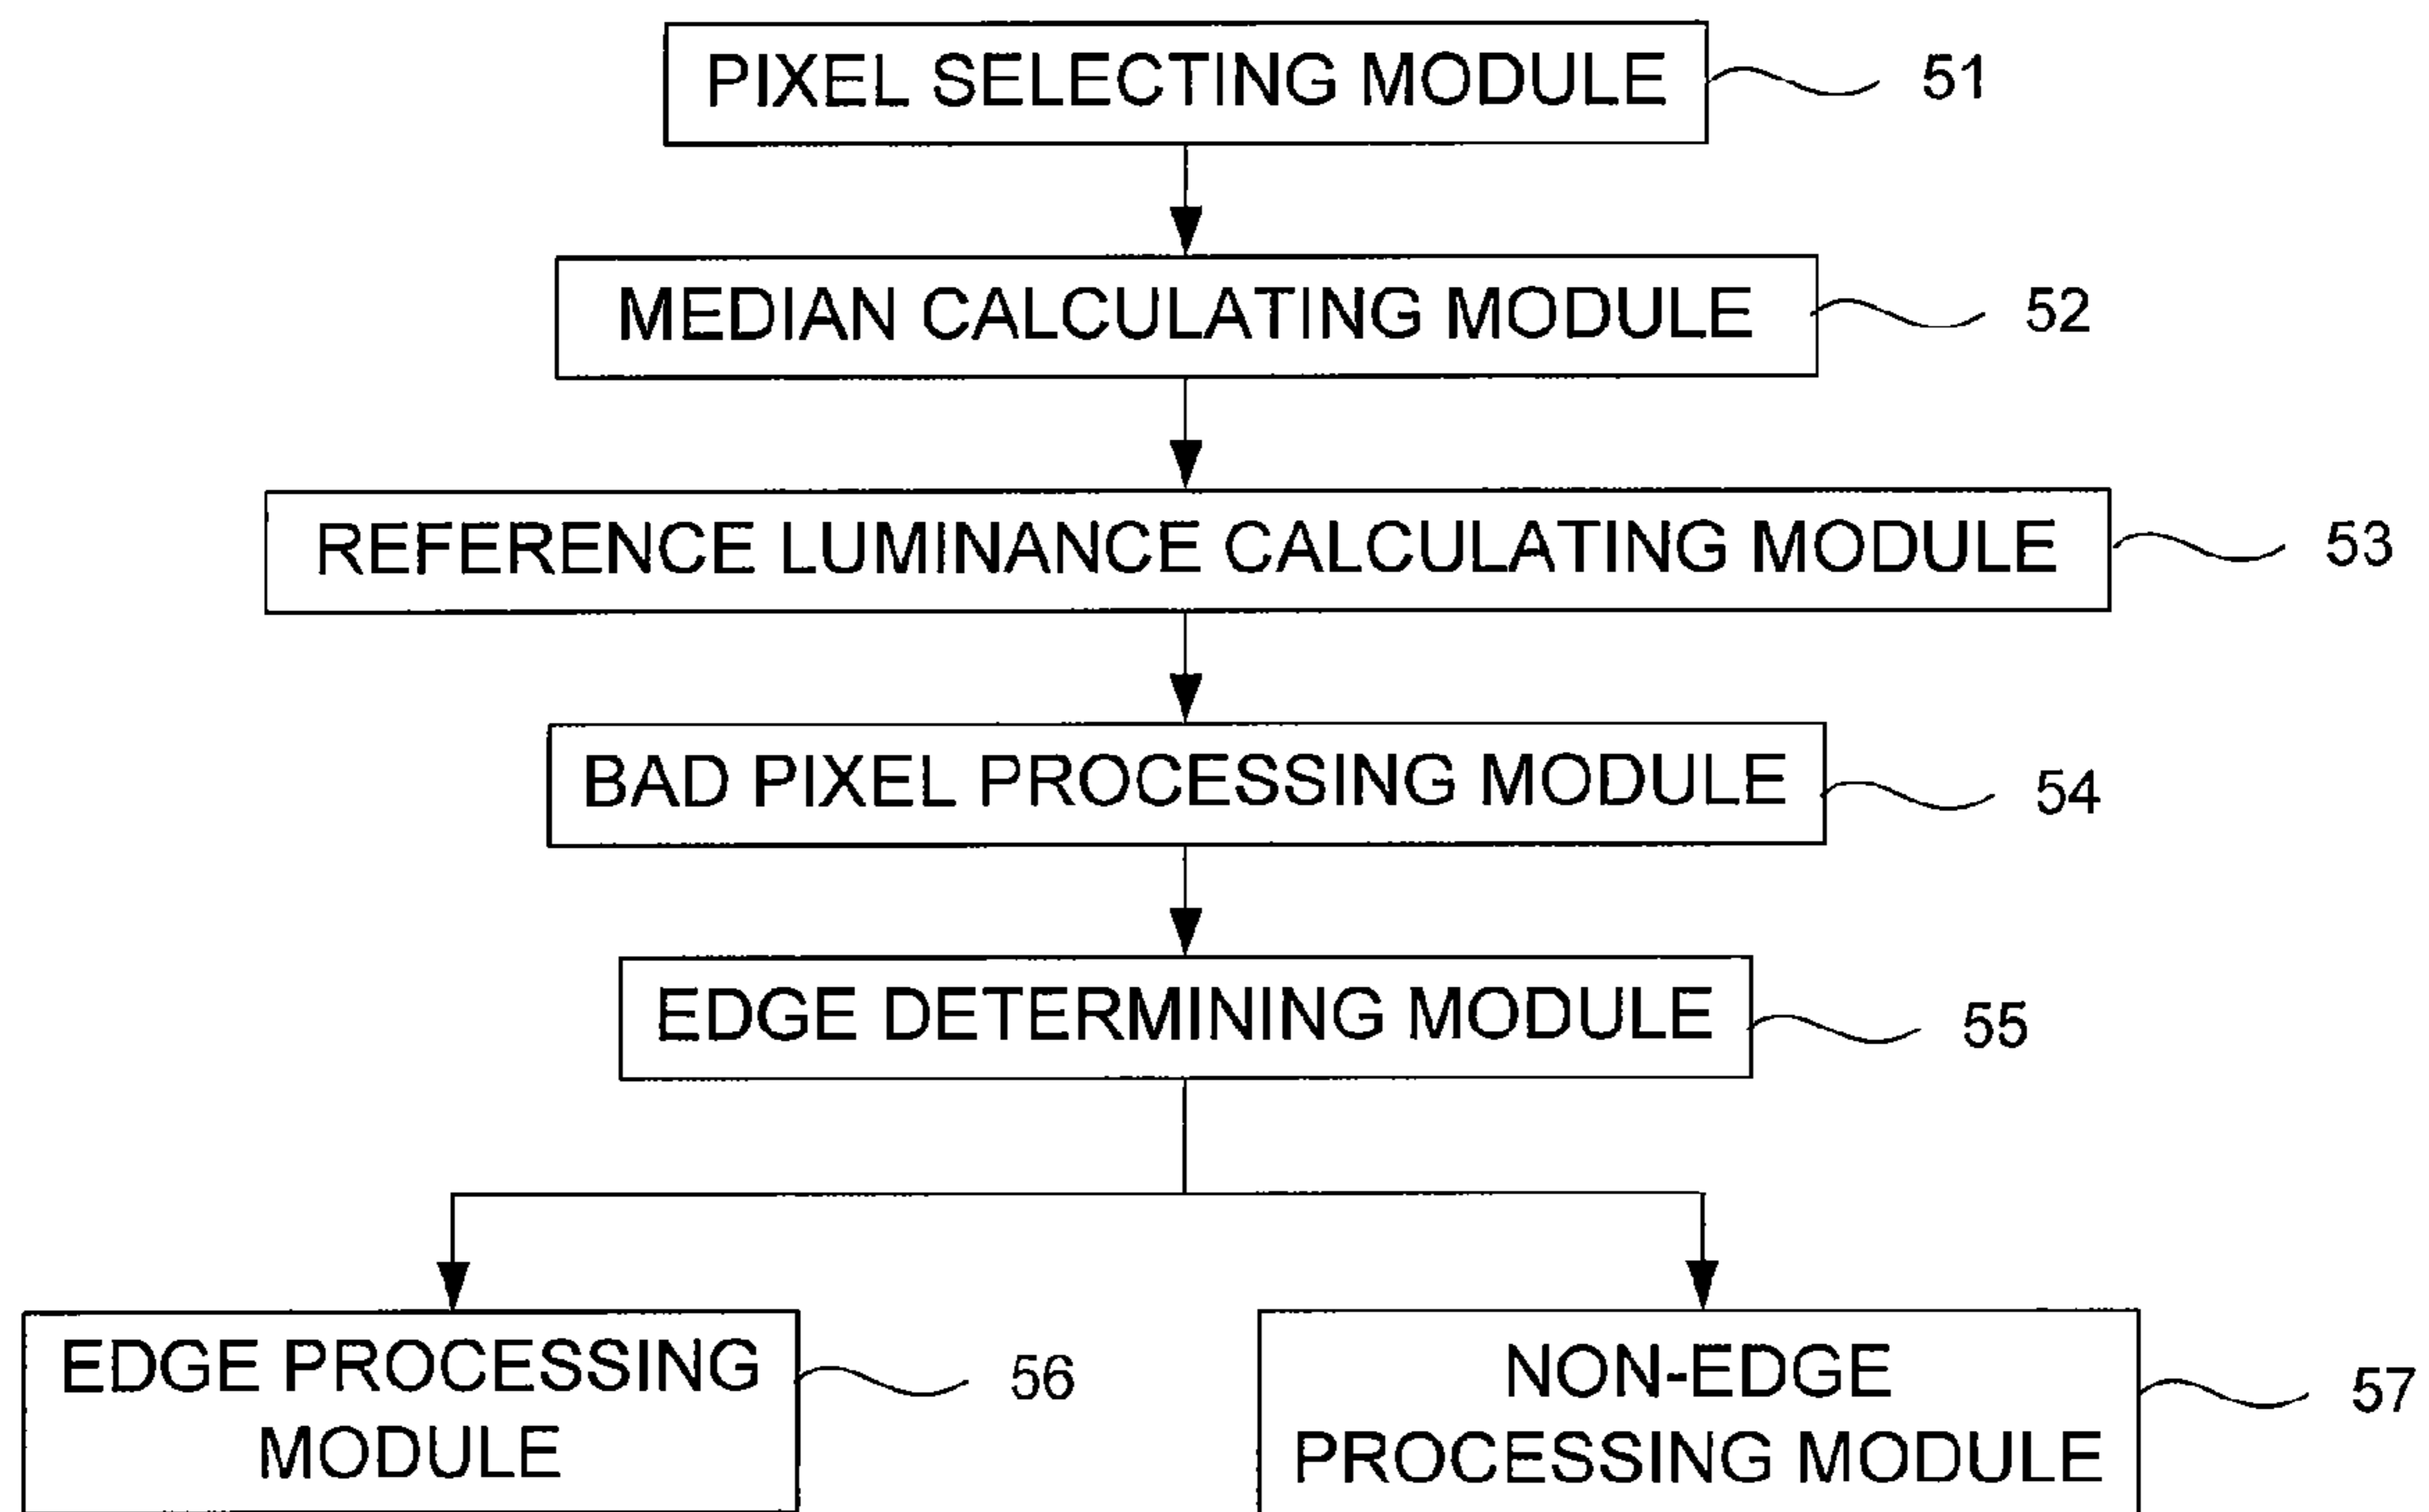 PIXEL SELECTING MODULE 51
MEDIAN CALCULATING MODULE 52
REFERENCE LUMINANCE CALCULATING MODULE 53
BAD PIXEL PROCESSING MODULE 54
EDGE DETERMINING MODULE 55
EDGE PROCESSING
MODULE
56
NON-EDGE
PROCESSING MODULE
57